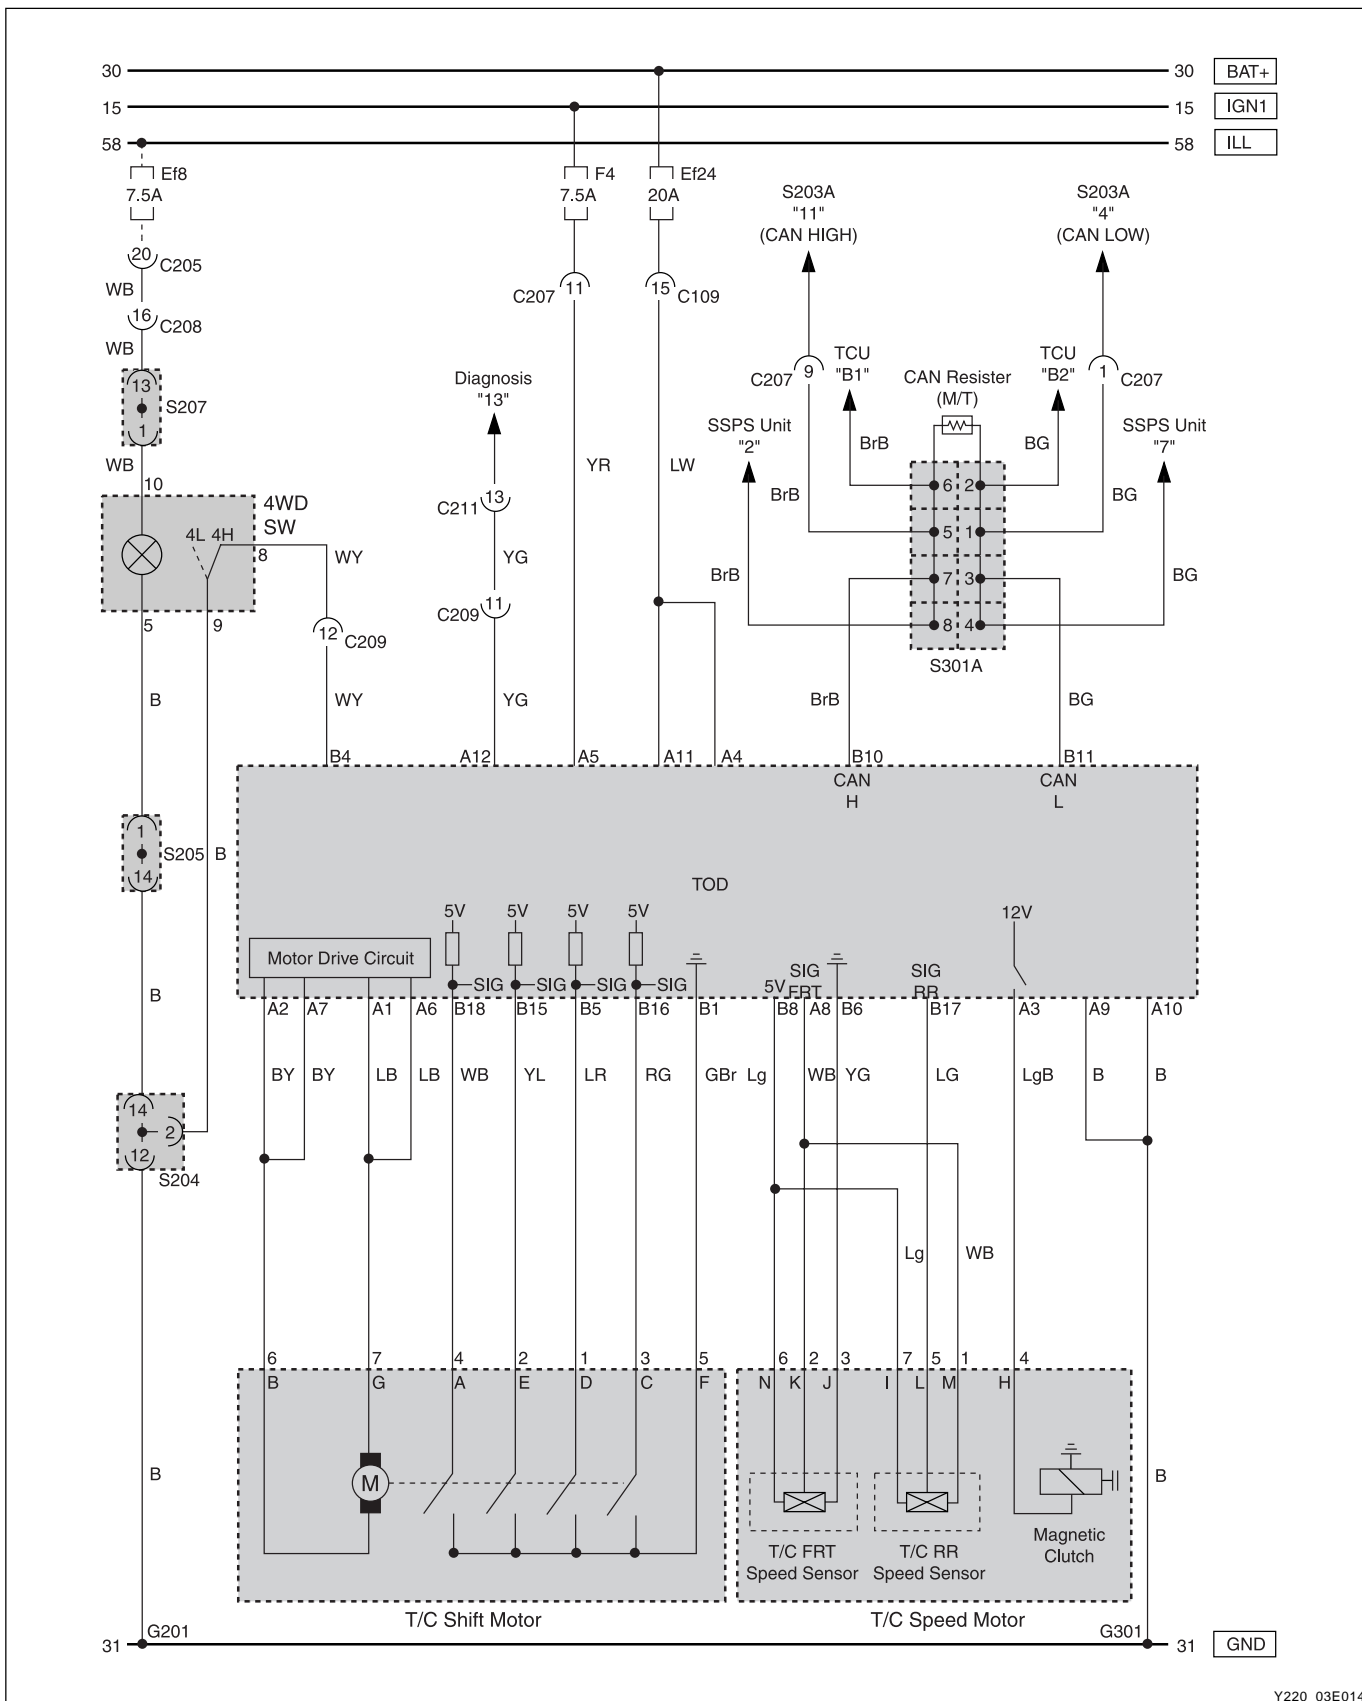 30 30 BAT+
15 15 IGN1
58 58 ILL
Ef8 F4 Ef24
7.5A 7.5A 20A
S203A S203A
"11" "4"
(CAN HIGH) (CAN LOW)
20 C205
WB
C207 11 15 C109
16 C208
WB
TCU TCU
"B1" "B2"
C207 9 1 C207
CAN Resister
(M/T)
Diagnosis
"13"
13
S207
1
SSPS Unit SSPS Unit
"2" "7"
BrB BG
WB YR LW
10
6 2
C211 13
BrB BG
4WD
SW
4L 4H
8
5 1
WY YG
BrB 7 3 BG
C209 11
5 9
12 C209
8 4
S301A
B WY YG BrB BG
B4 A12 A5 A11 A4 B10 B11
CAN CAN
H L
1
S205 B
14
TOD
5V 5V 5V 5V 12V
Motor Drive Circuit
SIG SIG SIG SIG
5V
SIG
FRT
SIG
RR
B
A2 A7 A1 A6 B18 B15 B5 B16 B1 B8 A8 B6 B17 A3 A9 A10
BY BY LB LB WB YL LR RG GBr Lg WB YG LG LgB B B
14
2
12
S204
Lg WB
6 7 4 2 1 3 5 6 2 3 7 5 1 4
B G A E D C F N K J I L M H
B M B
Magnetic
Clutch
T/C FRT
Speed Sensor
T/C RR
Speed Sensor
T/C Shift Motor T/C Speed Motor
G201 G301
31 31 GND
Y220_03E014